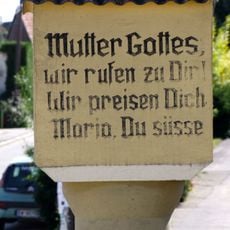 Mutter Gottes,
wir rufen zu Dir!
Wir preisen Dich
Maria, Du süsse